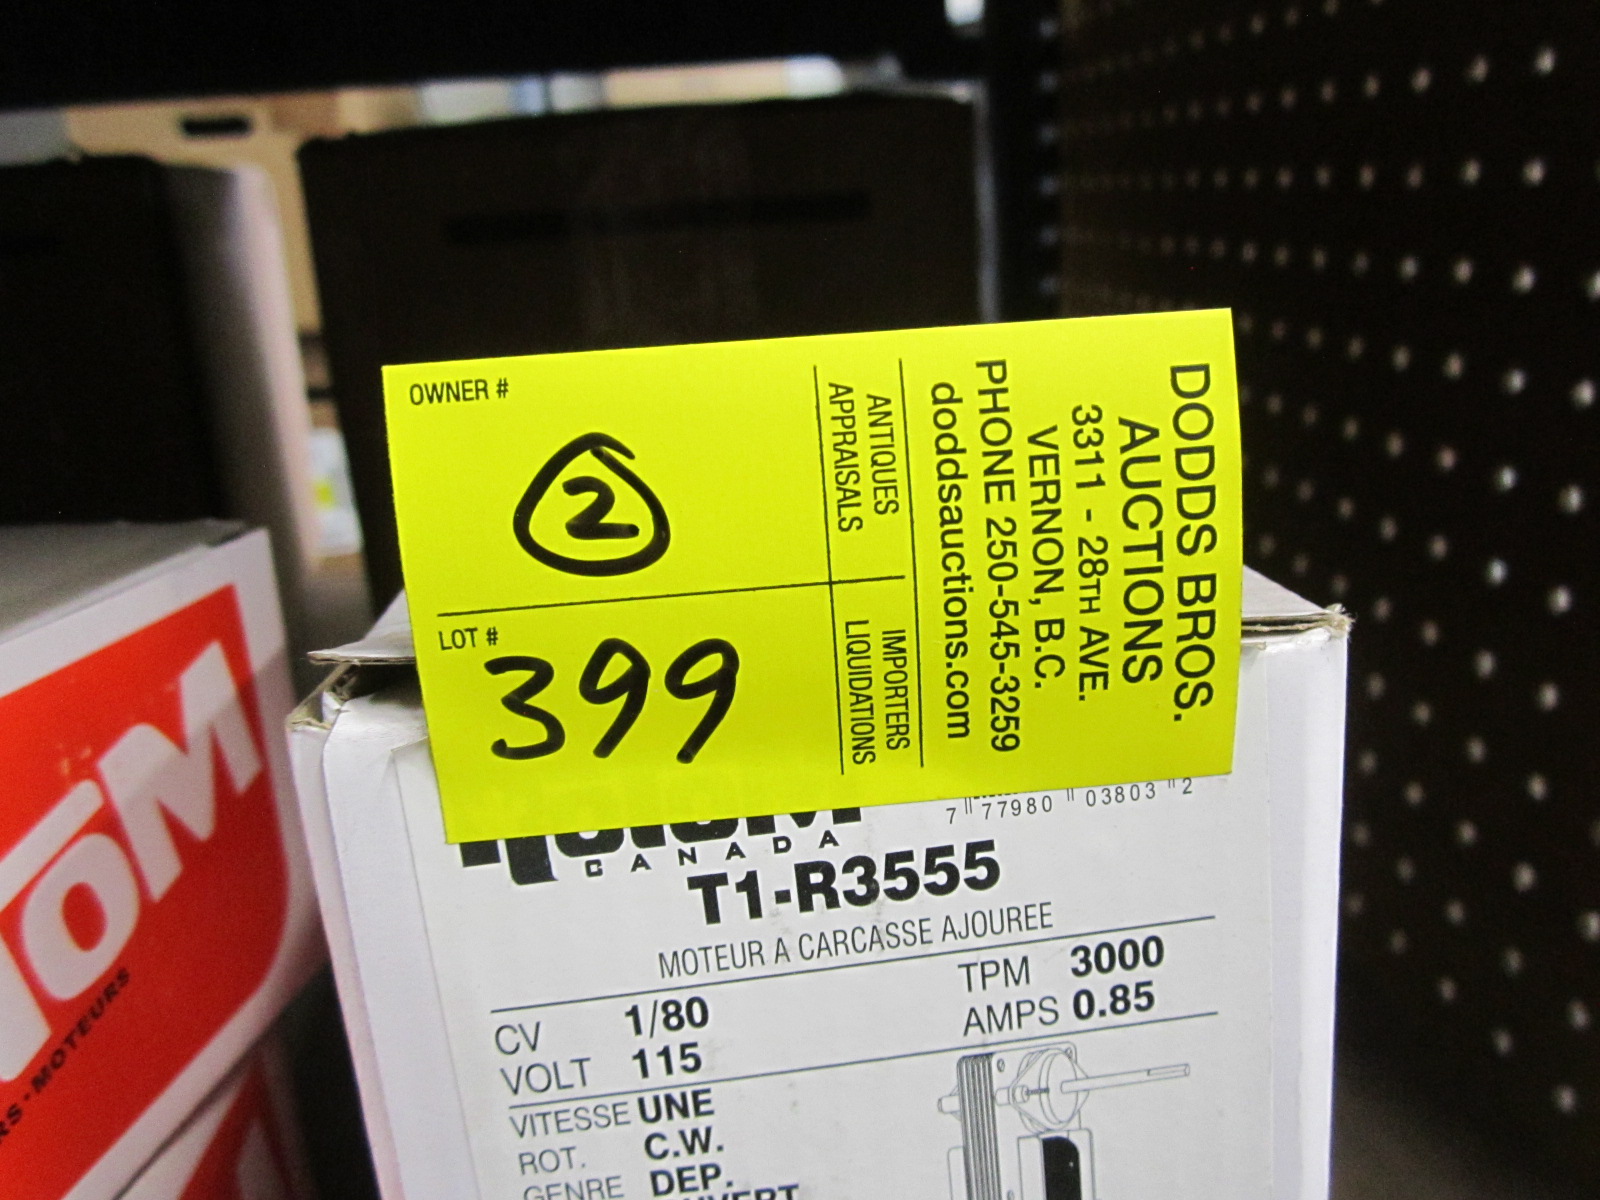 OWNER #
2
LOT #
399
ANTIQUES
APPRAISALS
IMPORTERS
LIQUIDATIONS
DODDS BROS.
AUCTIONS
3311 - 28TH AVE.
VERNON, B.C.
PHONE 250-545-3259
doddsauctions.com
7 77980 03803 2
CANADA
T1-R3555
MOTEUR A CARCASSE AJOUREE
CV 1/80
TPM 3000
VOLT 115
AMPS 0.85
VITESSE UNE
ROT. C.W.
GENRE DEP.